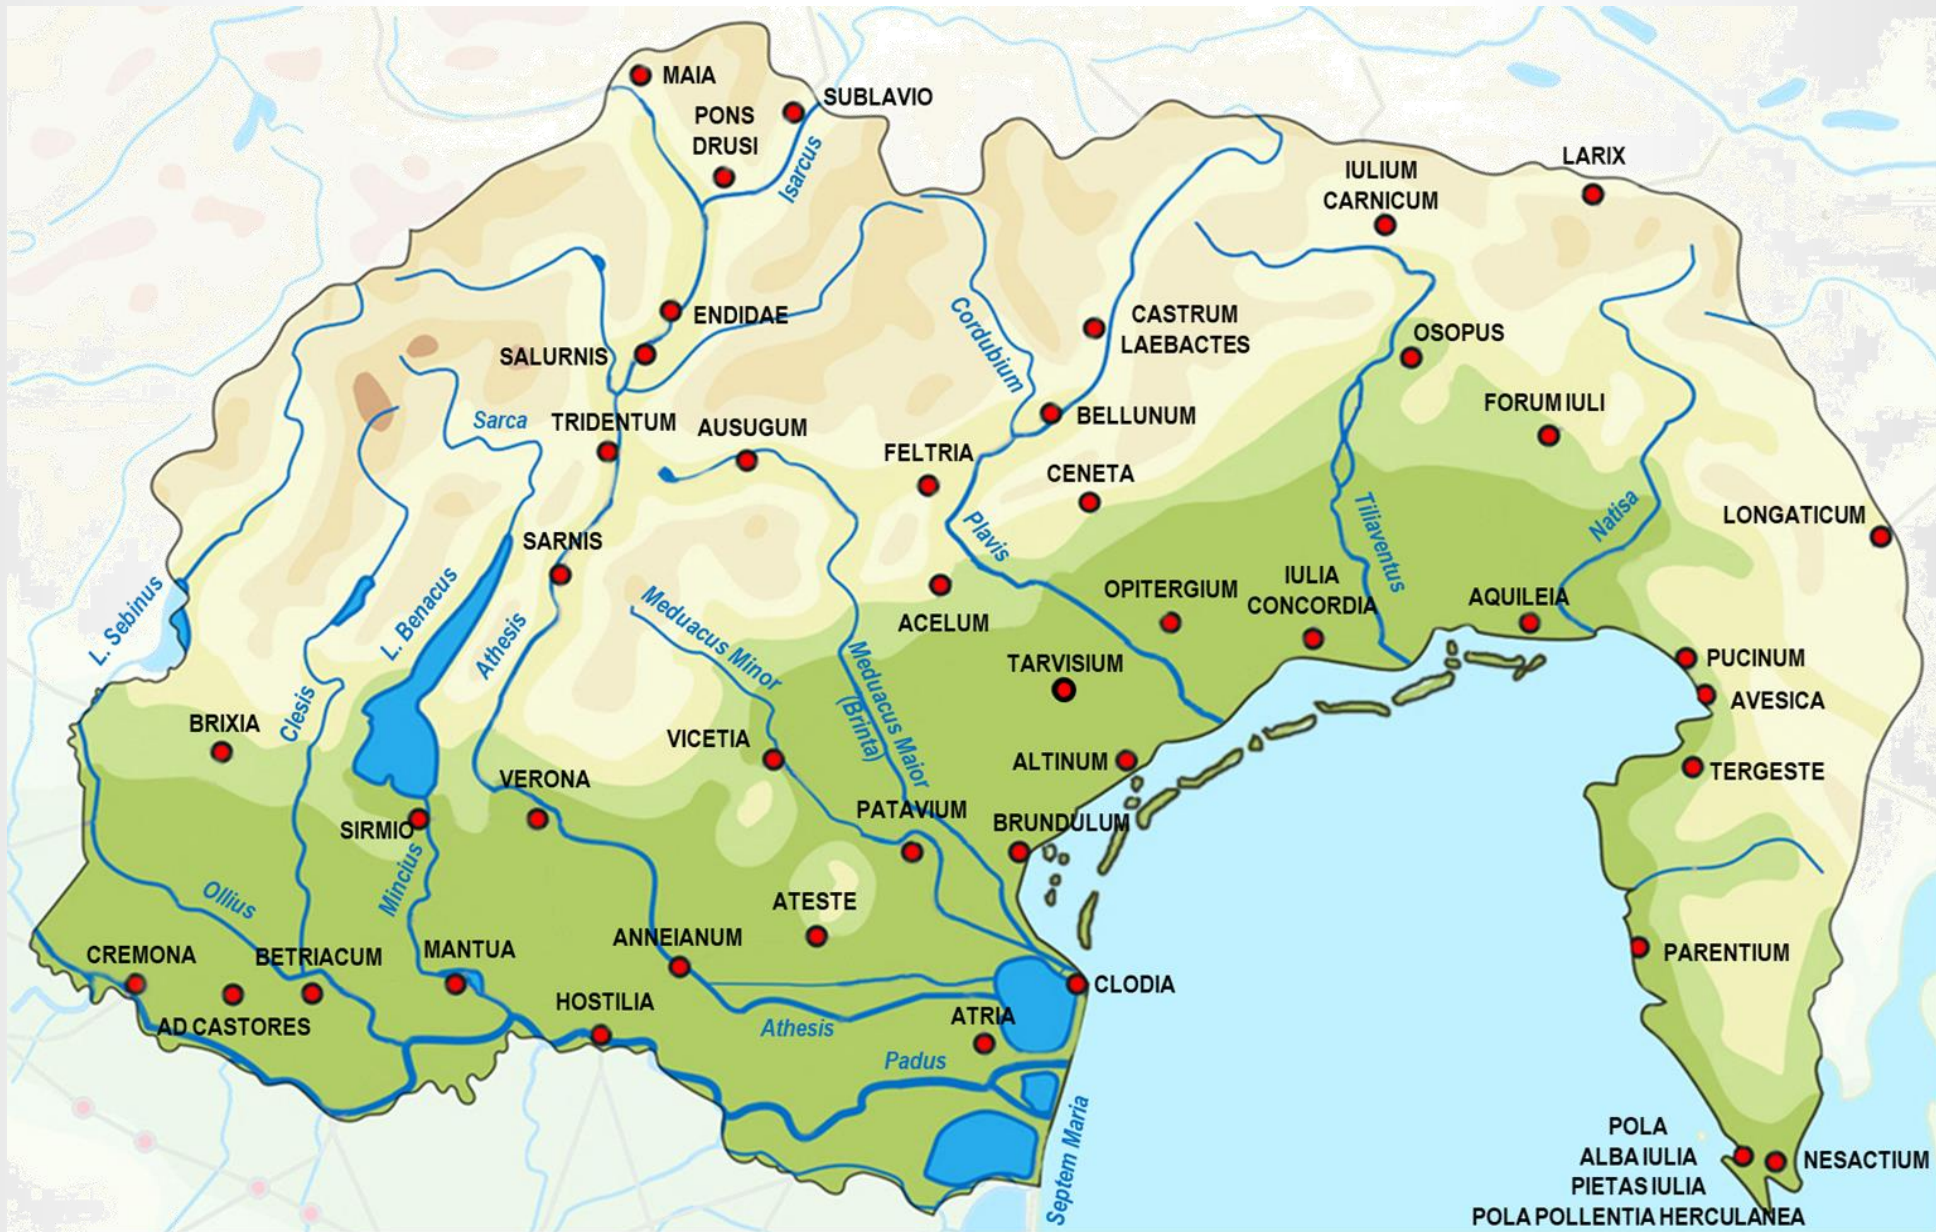 MAIA
SUBLAVIO
PONS
DRUSI
Isarcus
LARIX
IULIUM
CARNICUM
ENDIDAE
SALURNIS
Cordubium
CASTRUM
LAEBACTES
OSOPUS
Sarca
TRIDENTUM
AUSUGUM
BELLUNUM
FORUM IULI
FELTRIA
CENETA
Plavis
Tiliaventus
Natisa
LONGATICUM
SARNIS
L. Sebinus
L. Benacus
Athesis
Meduacus Minor
ACELUM
OPITERGIUM
IULIA
CONCORDIA
AQUILEIA
TARVISIUM
PUCINUM
AVESICA
BRIXIA
Clesis
VICETIA
Meduacus Maior
(Brinta)
ALTINUM
TERGESTE
VERONA
SIRMIO
PATAVIUM
BRUNDULUM
Mincius
Ollius
ATESTE
CREMONA
BETRIACUM
MANTUA
ANNEIANUM
PARENTIUM
CLODIA
HOSTILIA
AD CASTORES
Athesis
ATRIA
Padus
Septem Maria
POLA
ALBA IULIA
PIETAS IULIA
POLA POLLENTIA HERCULANEA
NESACTIUM